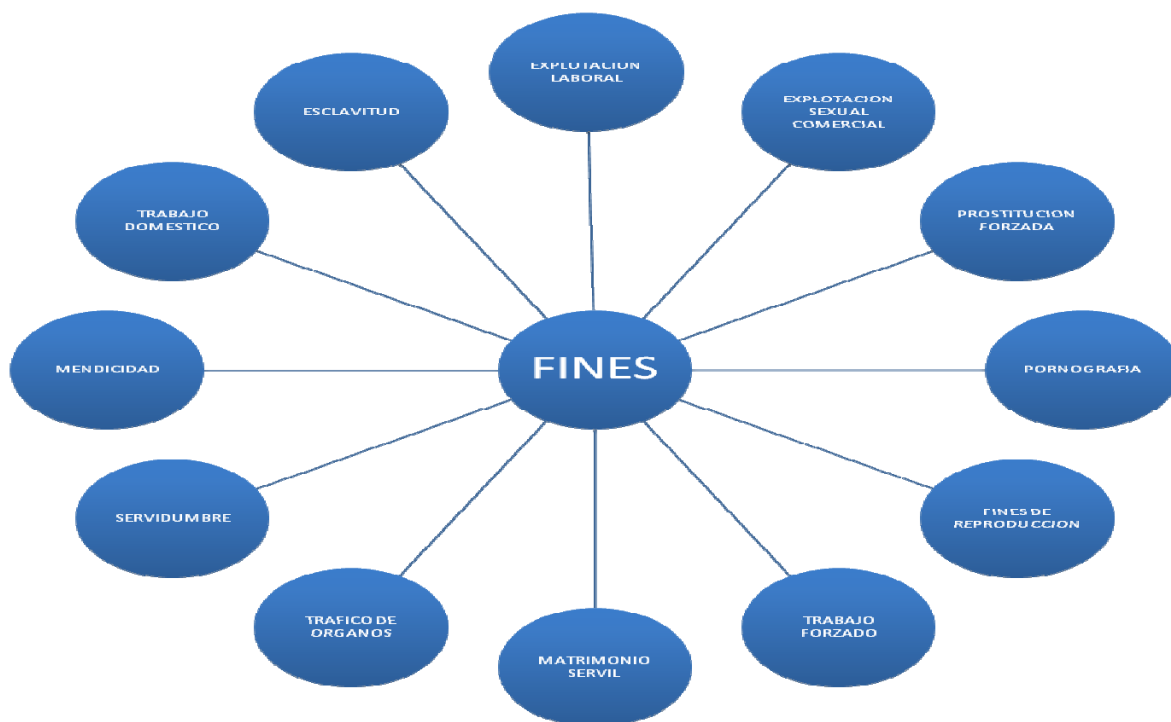 EXPLOTACION
LABORAL
EXPLOTACION
SEXUAL
COMERCIAL
PROSTITUCION
FORZADA
PORNOGRAFIA
FINES DE
REPRODUCCION
TRABAJO
FORZADO
MATRIMONIO
SERVIL
TRAFICO DE
ORGANOS
SERVIDUMBRE
MENDICIDAD
TRABAJO
DOMESTICO
ESCLAVITUD
FINES